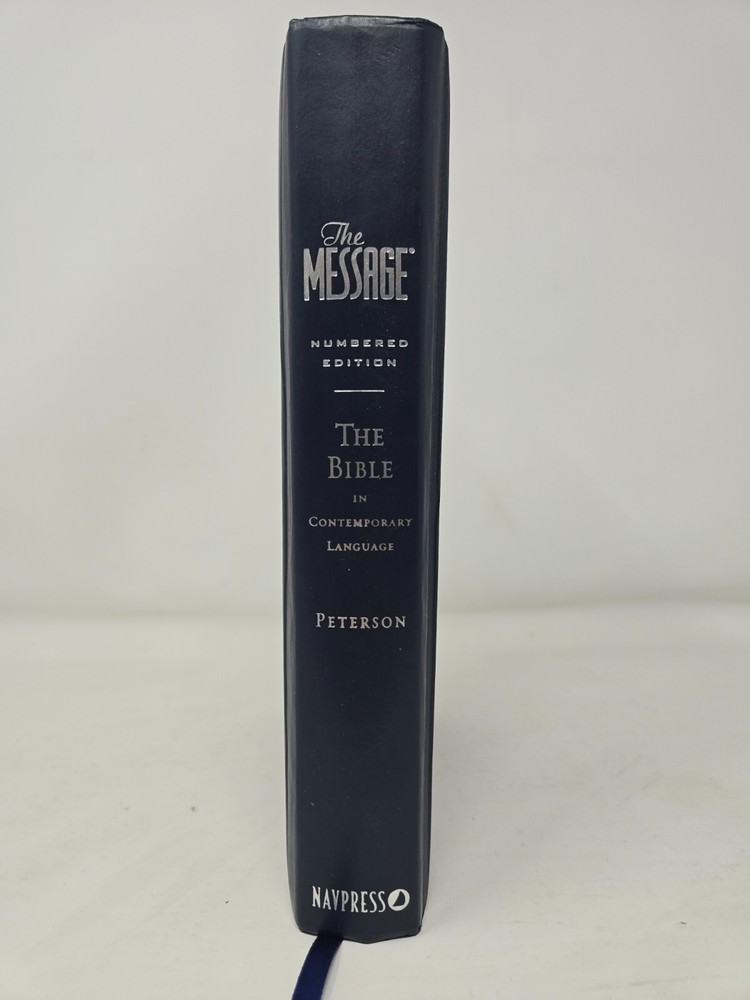 The
MESSAGE®
NUMBERED
EDITION
THE
BIBLE
IN
CONTEMPORARY
LANGUAGE
PETERSON
NAVPRESS